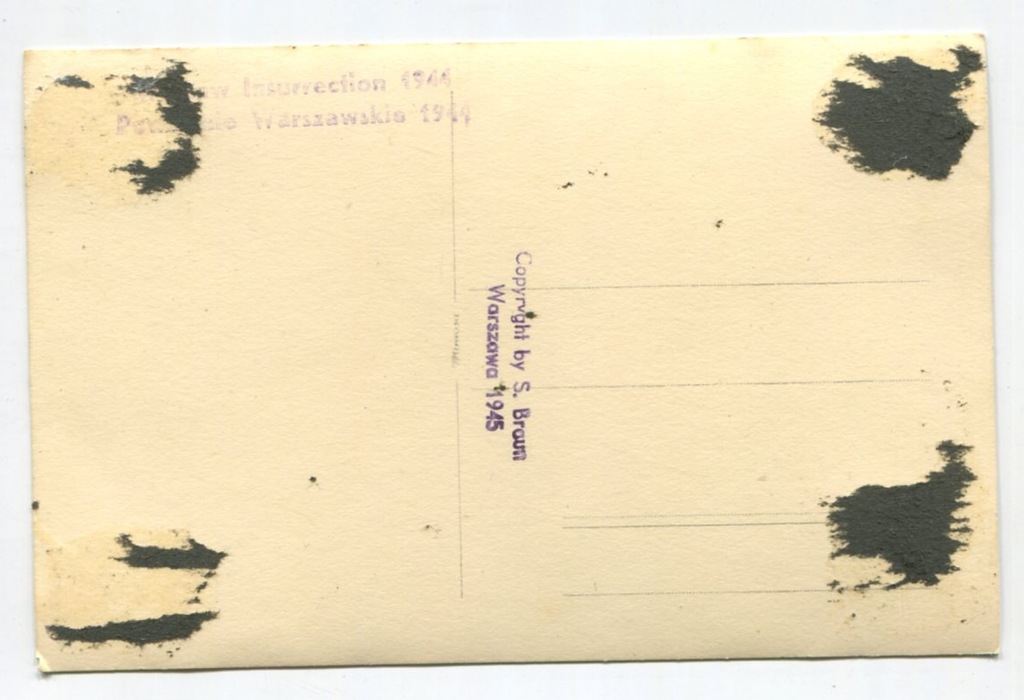 Insurrection 1944
Warszawskie 1944
Copyright by S. Braun
Warszawa 1945